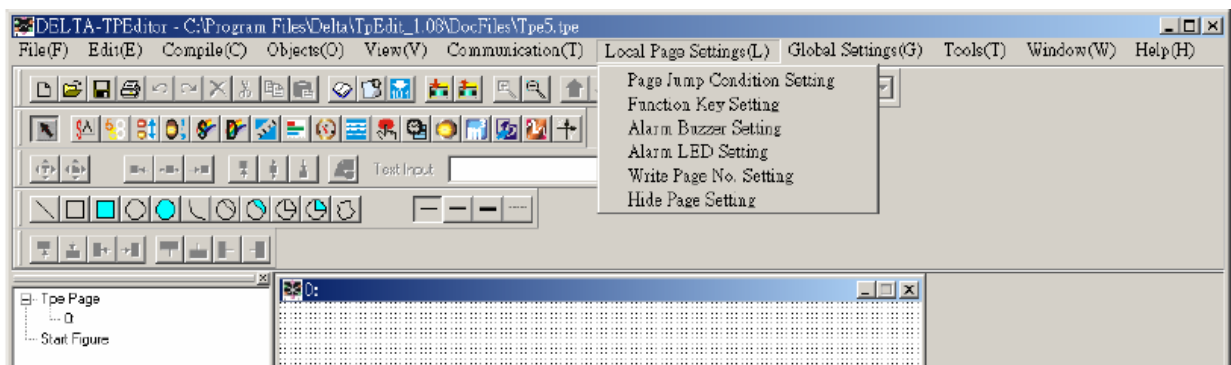 DELTA-TPEditor - C:\Program Files\Delta\TpEdit_1.08\DocFiles\Tpe5.tpe
File(F) Edit(E) Compile(C) Objects(O) View(V) Communication(T) Local Page Settings(L) Global Settings(G) Tools(T) Window(W) Help(H)
Page Jump Condition Setting
Function Key Setting
Alarm Buzzer Setting
Alarm LED Setting
Write Page No. Setting
Hide Page Setting
Text Input
0:
Tpe Page
0:
Start Figure